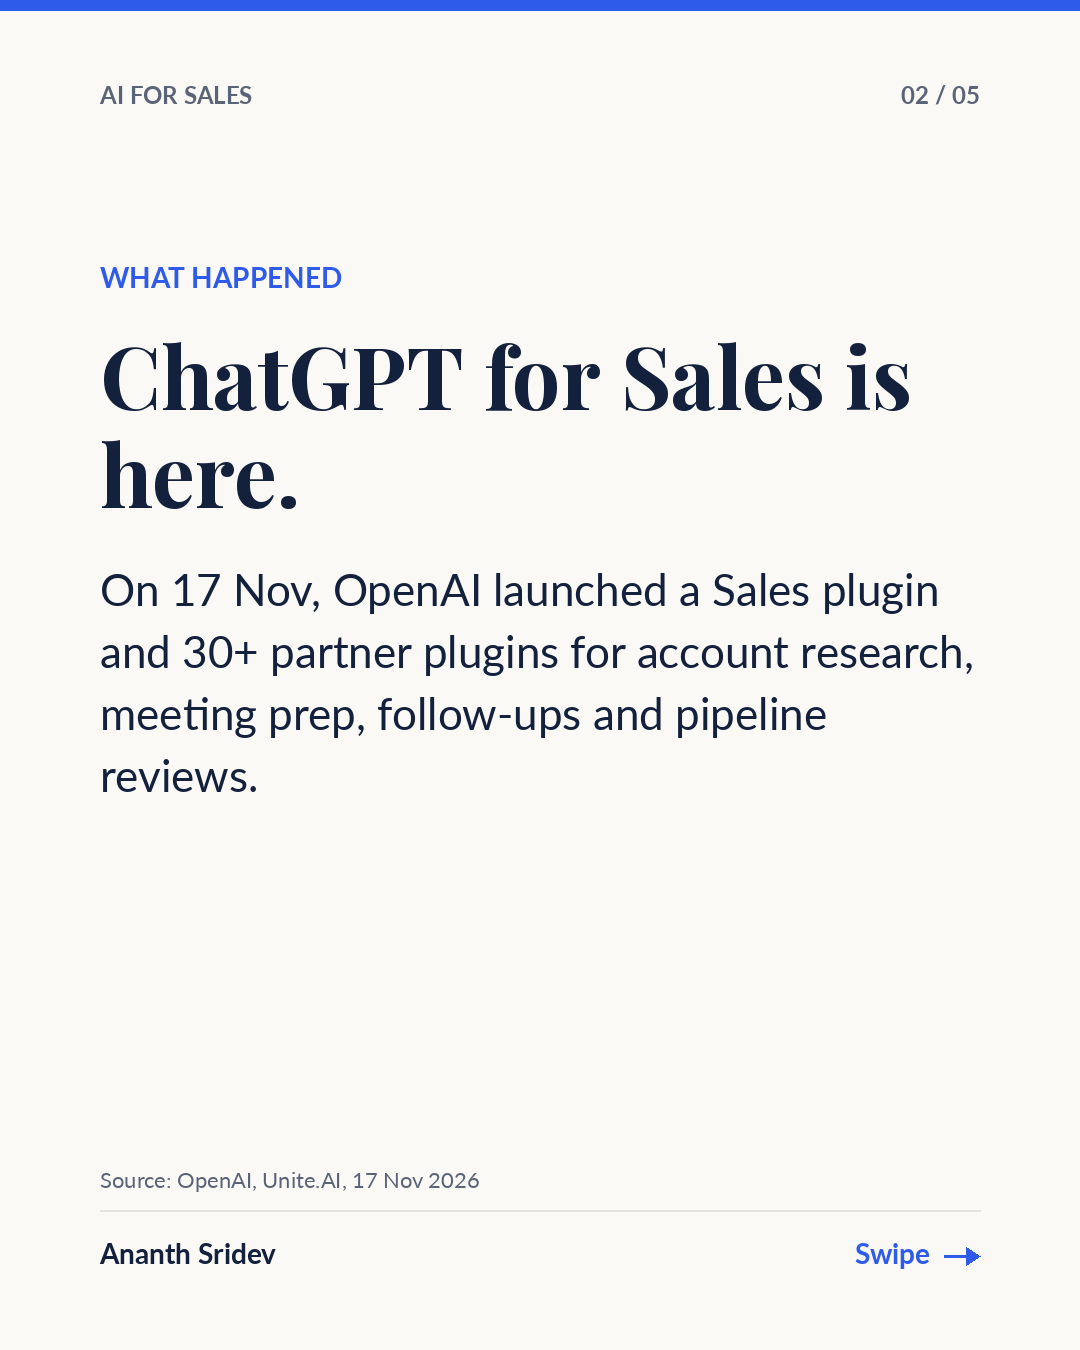 AI FOR SALES
02 / 05
WHAT HAPPENED
ChatGPT for Sales is
here.
On 17 Nov, OpenAI launched a Sales plugin
and 30+ partner plugins for account research,
meeting prep, follow-ups and pipeline
reviews.
Source: OpenAI, Unite.AI, 17 Nov 2026
Ananth Sridev
Swipe